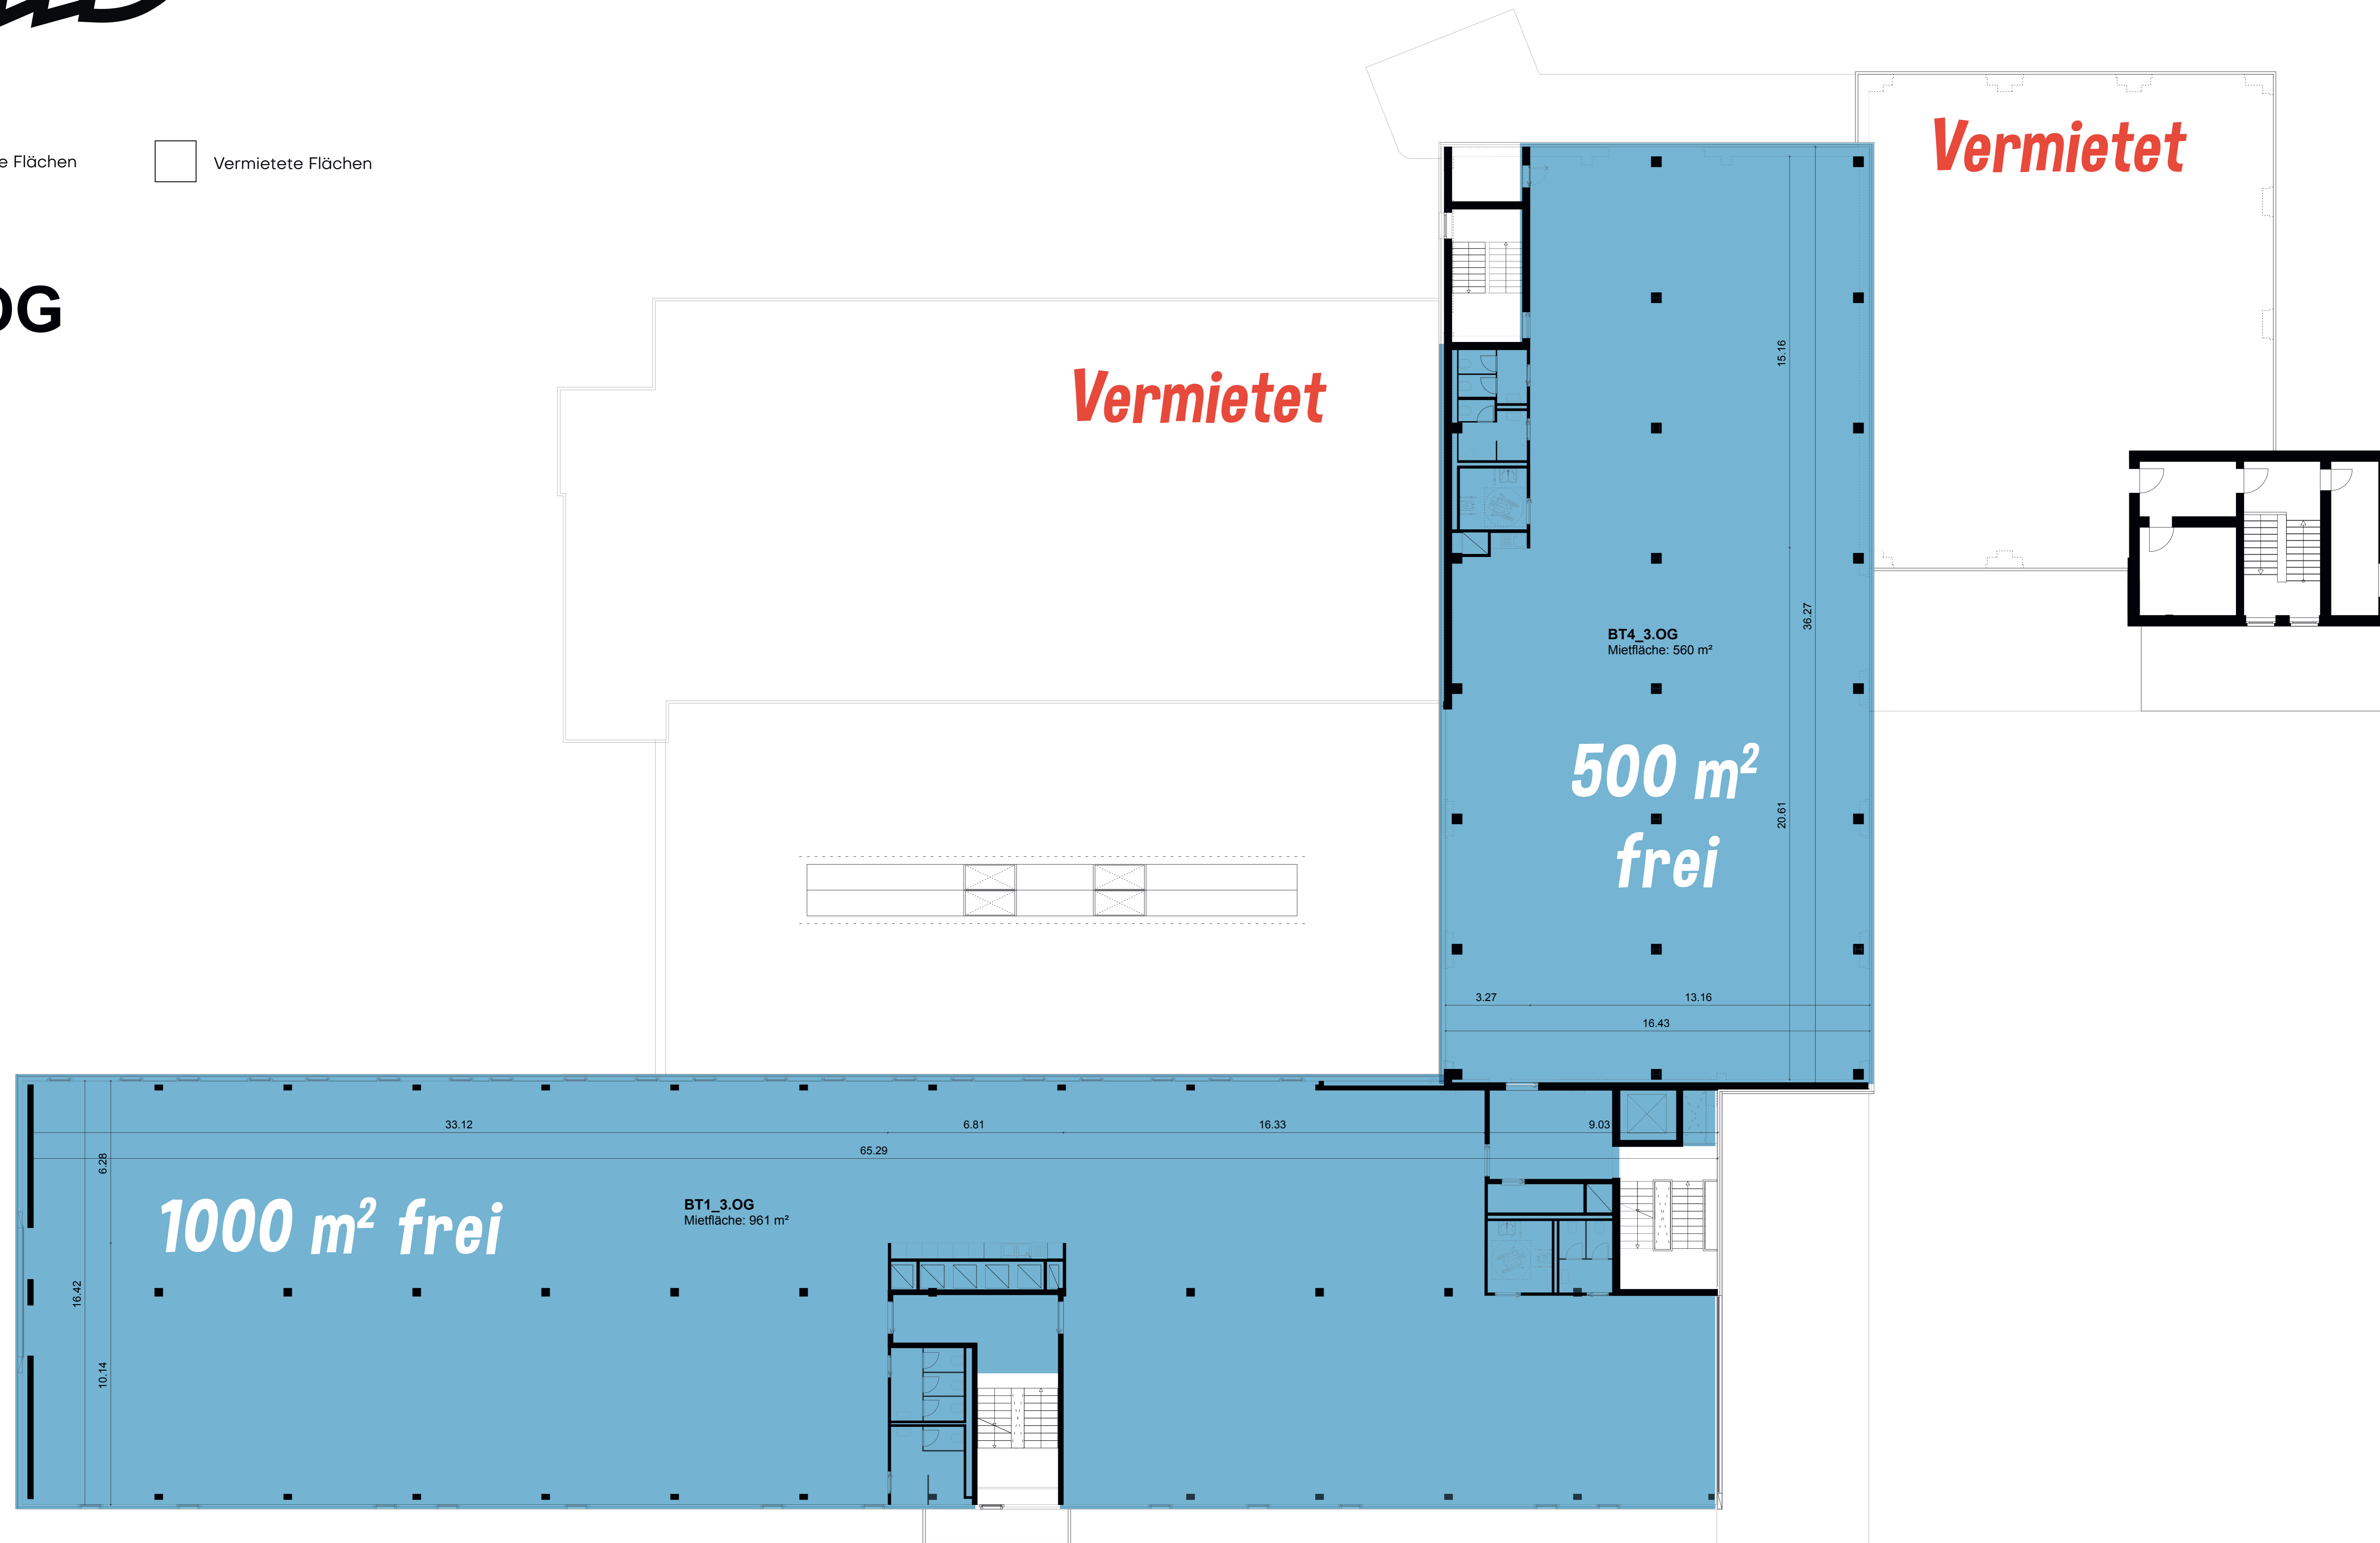 e Flächen
Vermietete Flächen
OG
Vermietet
Vermietet
15.16
36.27
BT4_3.OG
Mietfläche: 560 m²
500 m²
frei
20.61
3.27
13.16
16.43
33.12
6.81
16.33
9.03
65.29
6.28
1000 m² frei
BT1_3.OG
Mietfläche: 961 m²
16.42
10.14